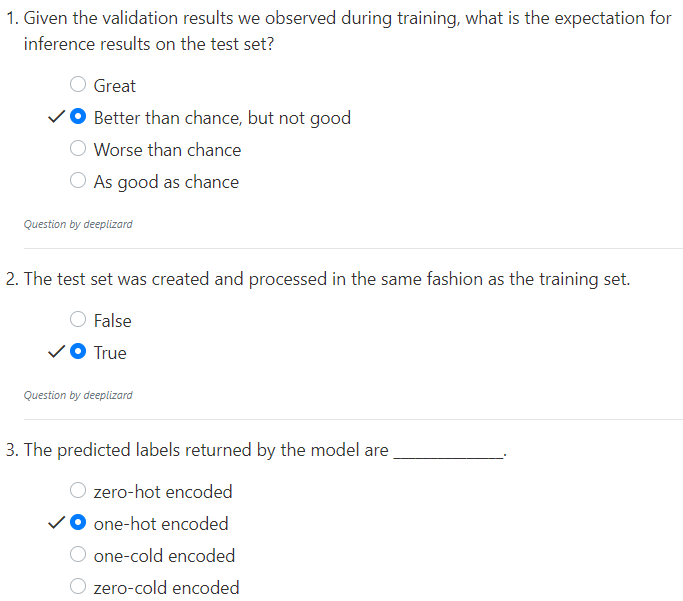 1. Given the validation results we observed during training, what is the expectation for
inference results on the test set?
Great
Better than chance, but not good
Worse than chance
As good as chance
Question by deeplizard
2. The test set was created and processed in the same fashion as the training set.
False
True
Question by deeplizard
3. The predicted labels returned by the model are _____________.
zero-hot encoded
one-hot encoded
one-cold encoded
zero-cold encoded